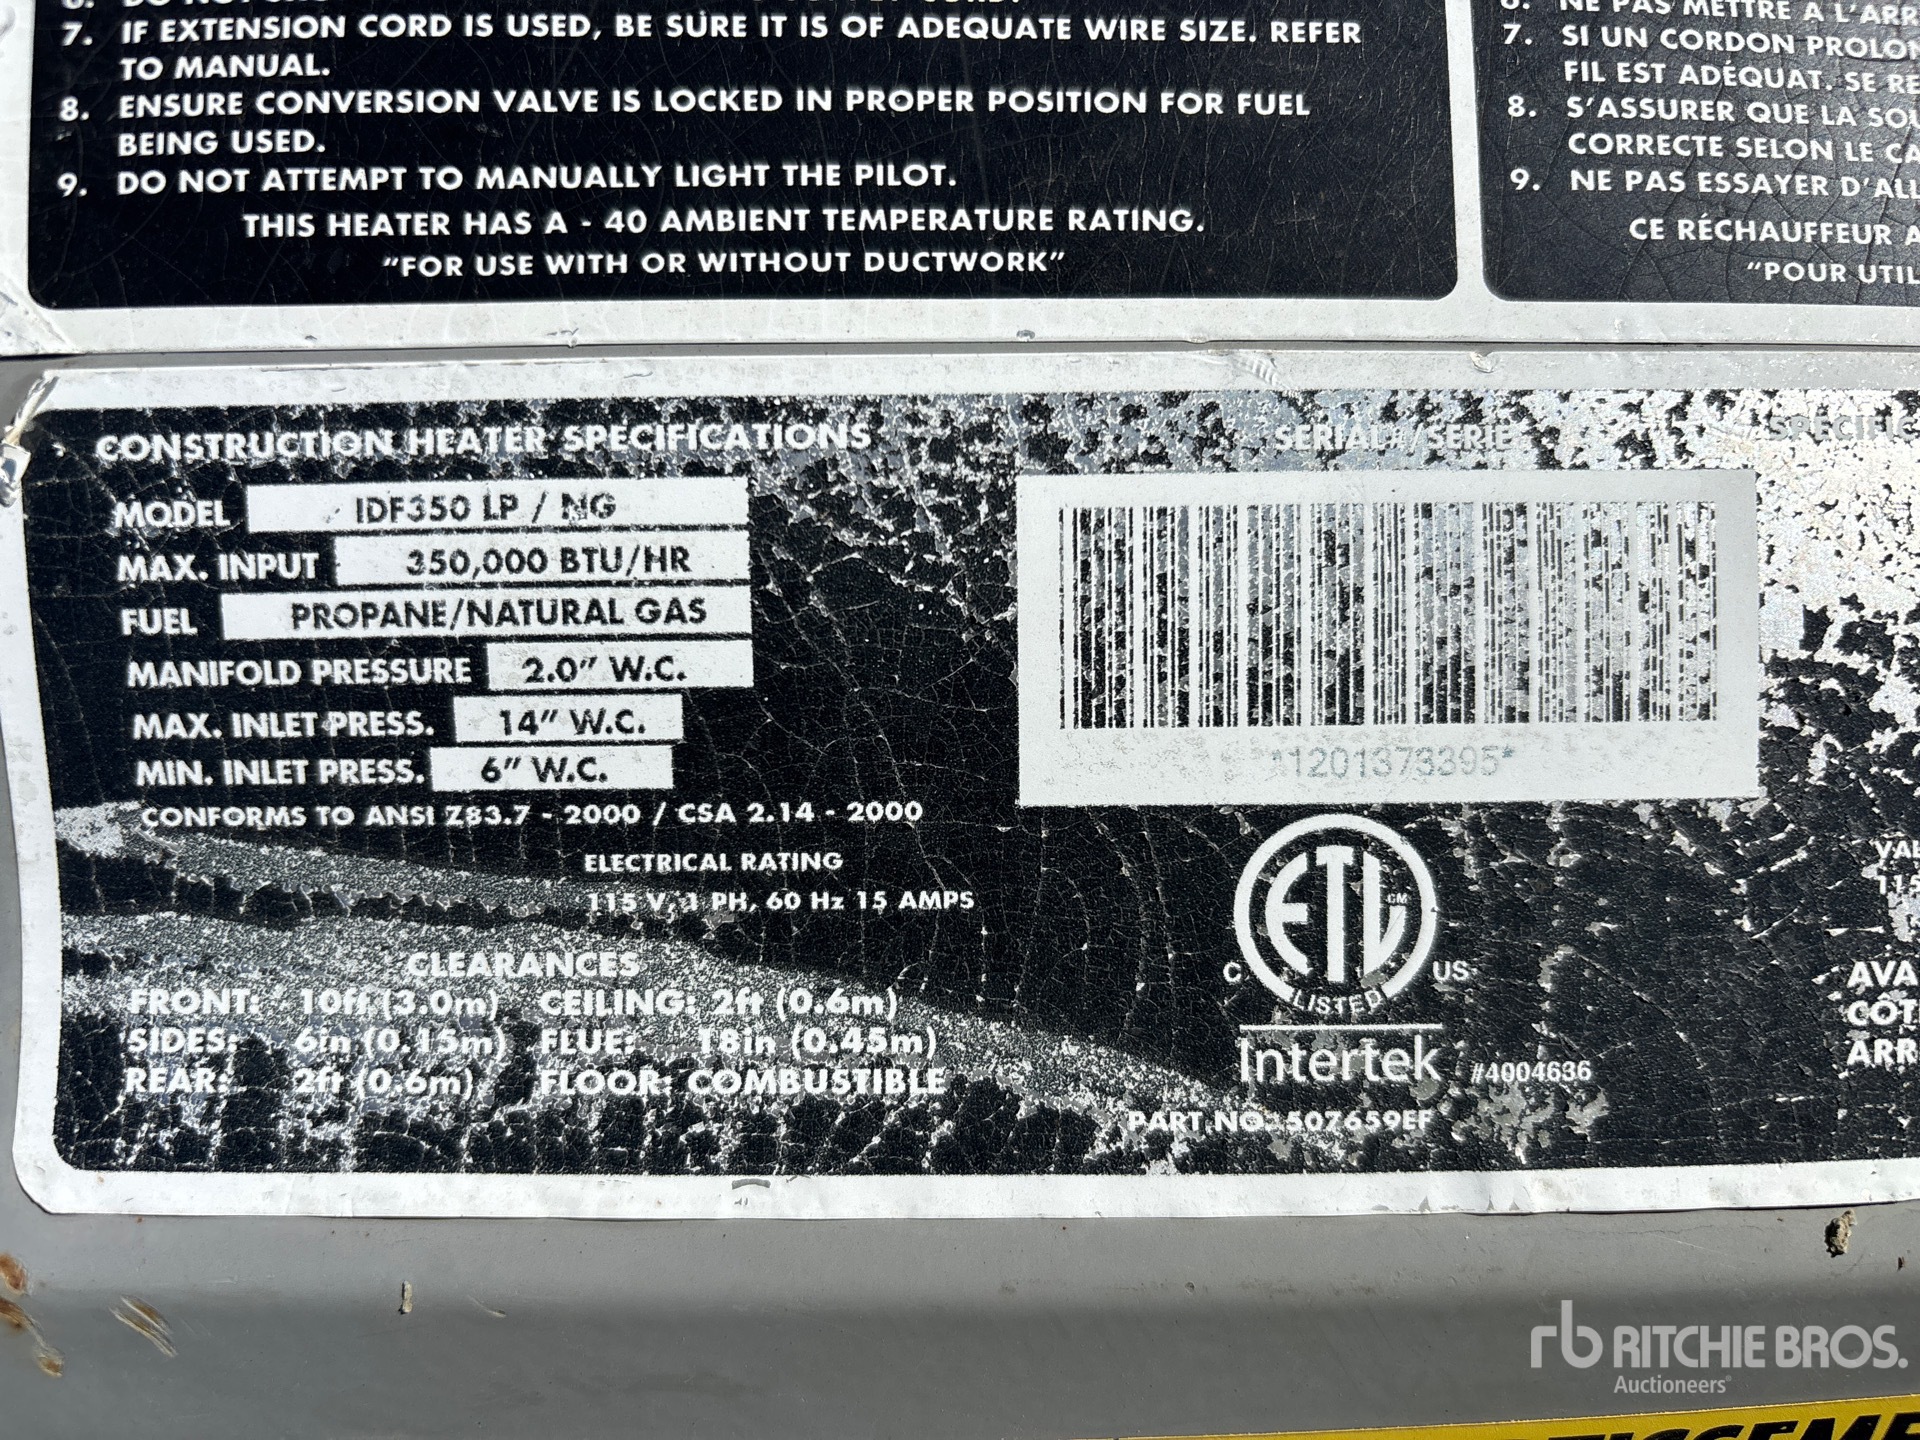 7. IF EXTENSION CORD IS USED, BE SURE IT IS OF ADEQUATE WIRE SIZE. REFER
TO MANUAL.
8. ENSURE CONVERSION VALVE IS LOCKED IN PROPER POSITION FOR FUEL
BEING USED.
9. DO NOT ATTEMPT TO MANUALLY LIGHT THE PILOT.
THIS HEATER HAS A - 40 AMBIENT TEMPERATURE RATING.
"FOR USE WITH OR WITHOUT DUCTWORK"
6. NE PAS METTRE A L'ARR
7. SI UN CORDON PROLON
FIL EST ADÉQUAT. SE RE
8. S'ASSURER QUE LA SOU
CORRECTE SELON LE CA
9. NE PAS ESSAYER D'ALL
CE RÉCHAUFFEUR A
"POUR UTIL
CONSTRUCTION HEATER SPECIFICATIONS
MODEL IDF350 LP / NG
MAX. INPUT 350,000 BTU/HR
FUEL PROPANE/NATURAL GAS
MANIFOLD PRESSURE 2.0" W.C.
MAX. INLET PRESS. 14" W.C.
MIN. INLET PRESS. 6" W.C.
CONFORMS TO ANSI Z83.7 - 2000 / CSA 2.14 - 2000
ELECTRICAL RATING
115 V, 1 PH, 60 Hz 15 AMPS
CLEARANCES
FRONT: 10ft (3.0m) CEILING: 2ft (0.6m)
SIDES: 6in (0.15m) FLUE: 18in (0.45m)
REAR: 2ft (0.6m) FLOOR: COMBUSTIBLE
SERIAL#/SERIE
*1201373395*
ETL CM
C US
LISTED
Intertek #4004636
PART NO. 507659EF
SPECIFIC
VAL
115
AVA
CÔT
ARR
rb RITCHIE BROS.
Auctioneers